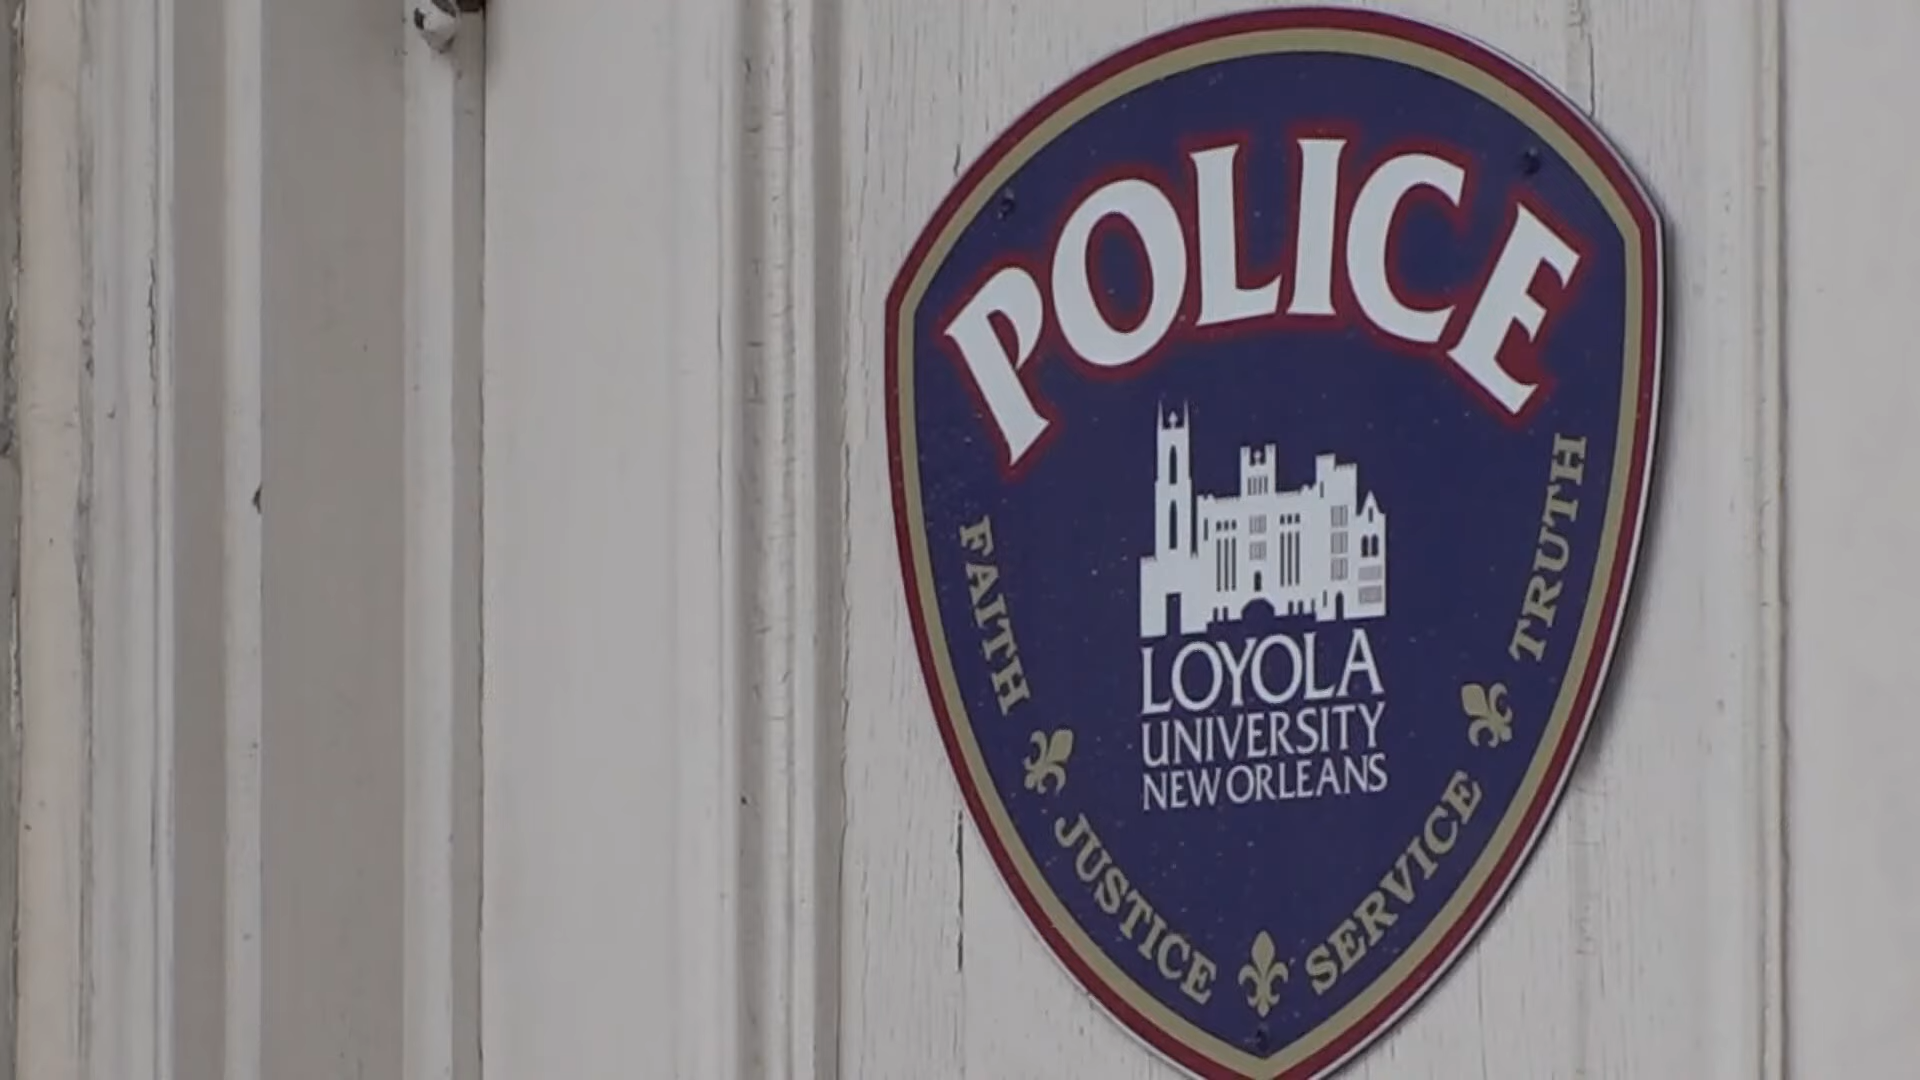 POLICE
LOYOLA
UNIVERSITY
NEW ORLEANS
FAITH
JUSTICE
SERVICE
TRUTH